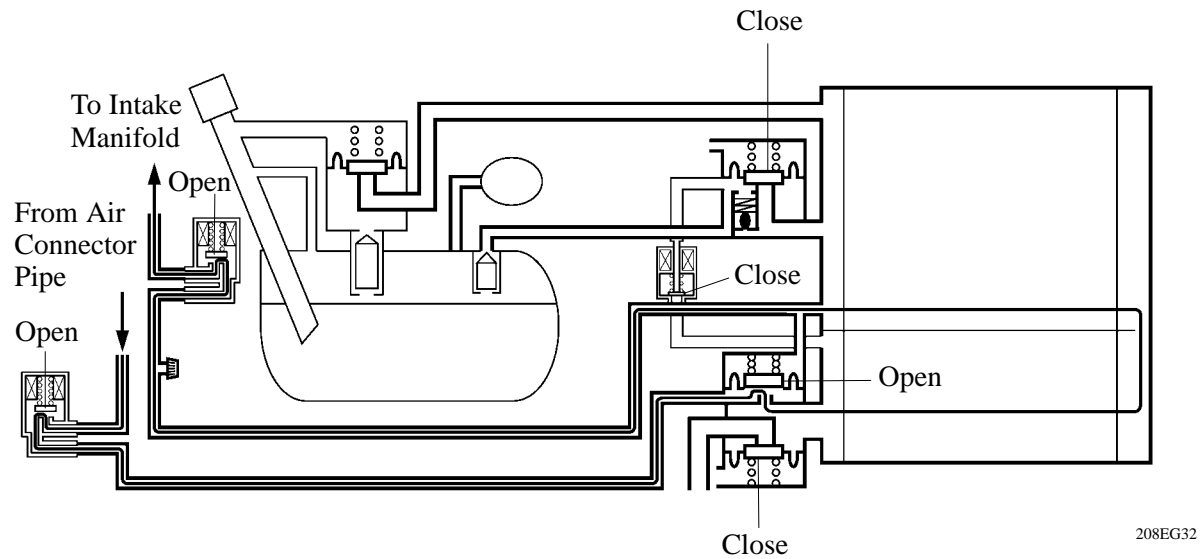 Close
To Intake
Manifold
Open
From Air
Connector
Pipe
Close
Open
Open
Close
208EG32